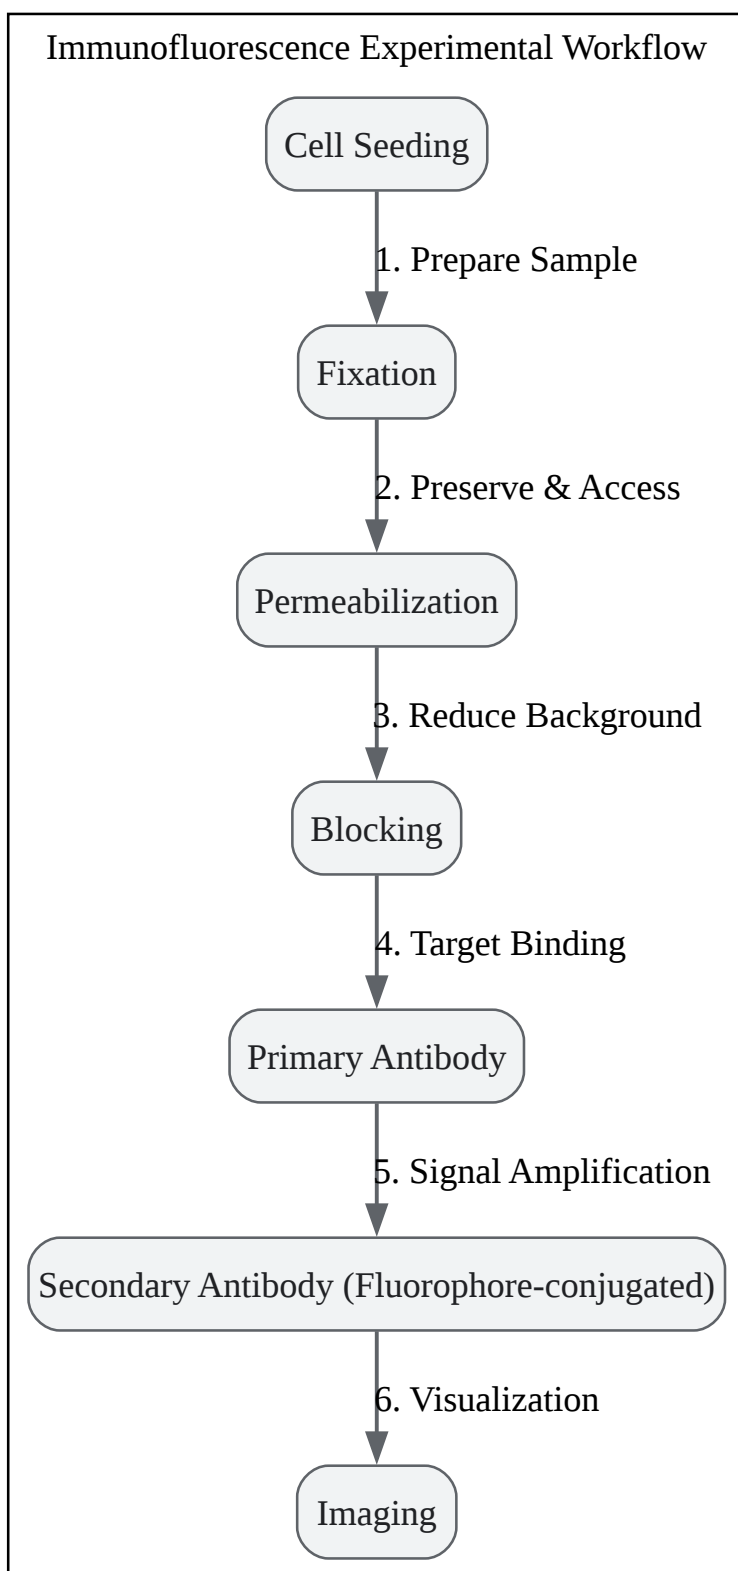 Immunofluorescence Experimental Workflow
Cell Seeding
1. Prepare Sample
Fixation
2. Preserve & Access
Permeabilization
3. Reduce Background
Blocking
4. Target Binding
Primary Antibody
5. Signal Amplification
Secondary Antibody (Fluorophore-conjugated)
6. Visualization
Imaging